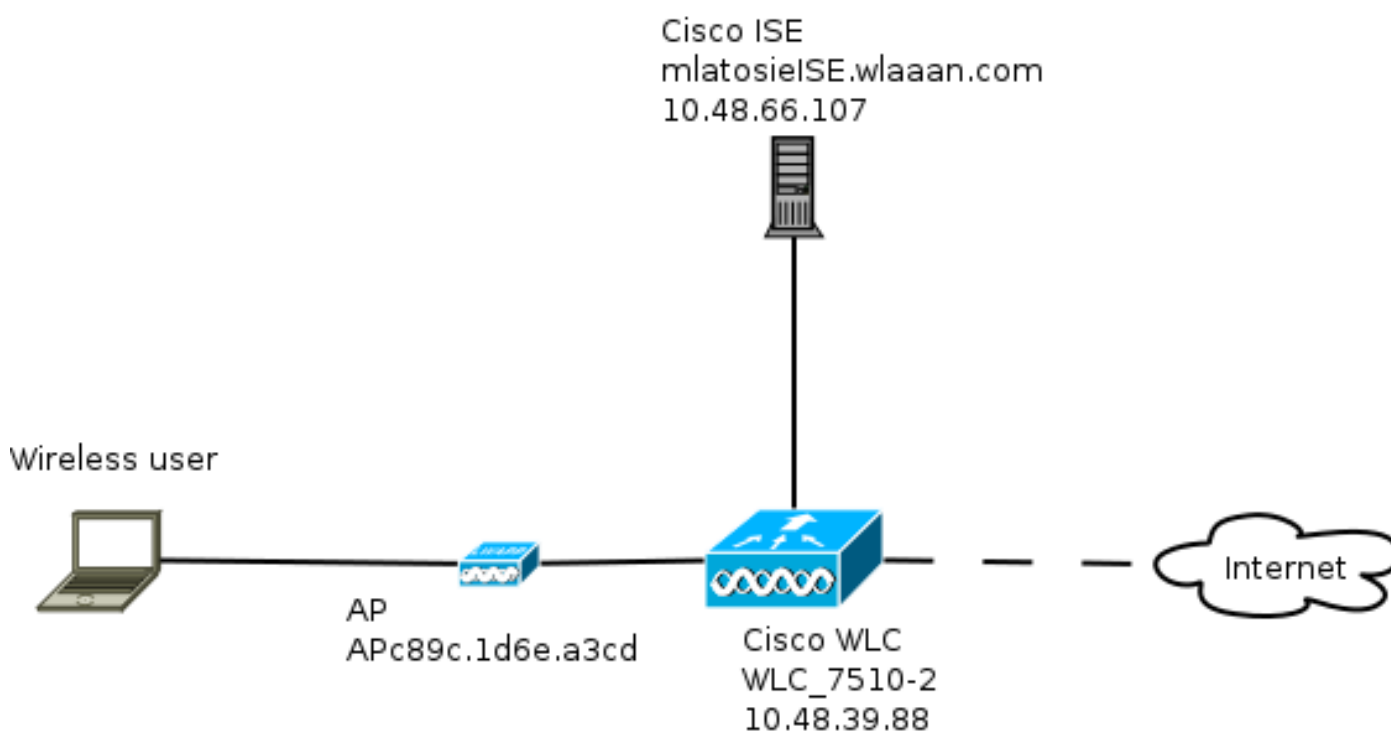 Cisco ISE
mlatosieISE.wlaaan.com
10.48.66.107
Wireless user
AP
APc89c.1d6e.a3cd
Cisco WLC
WLC_7510-2
10.48.39.88
Internet